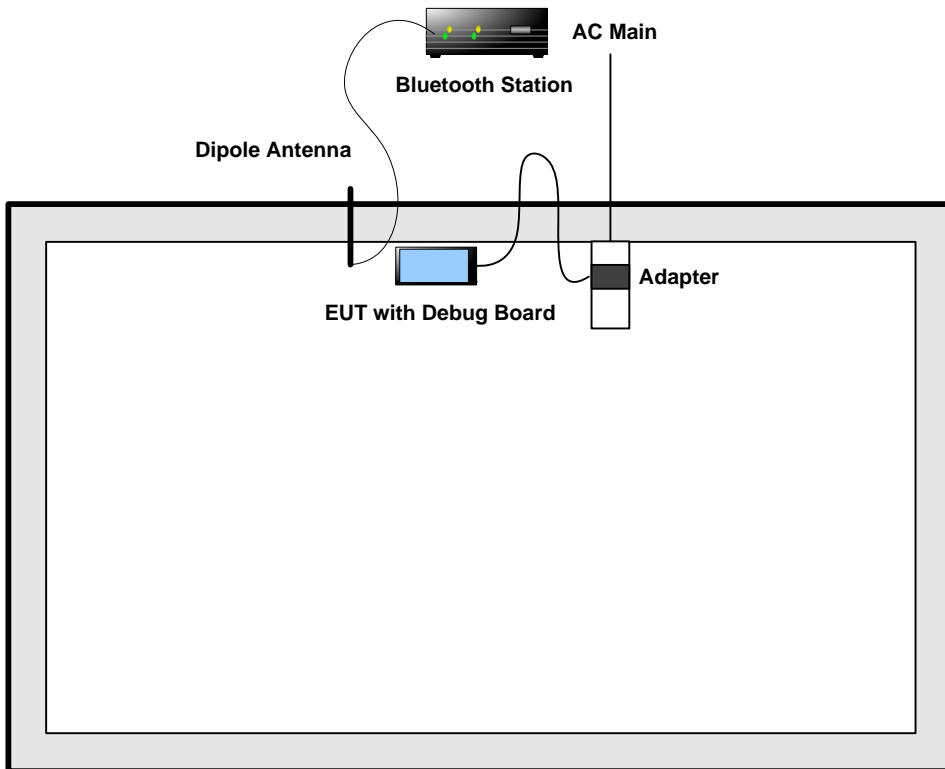 AC Main
Bluetooth Station
Dipole Antenna
Adapter
EUT with Debug Board